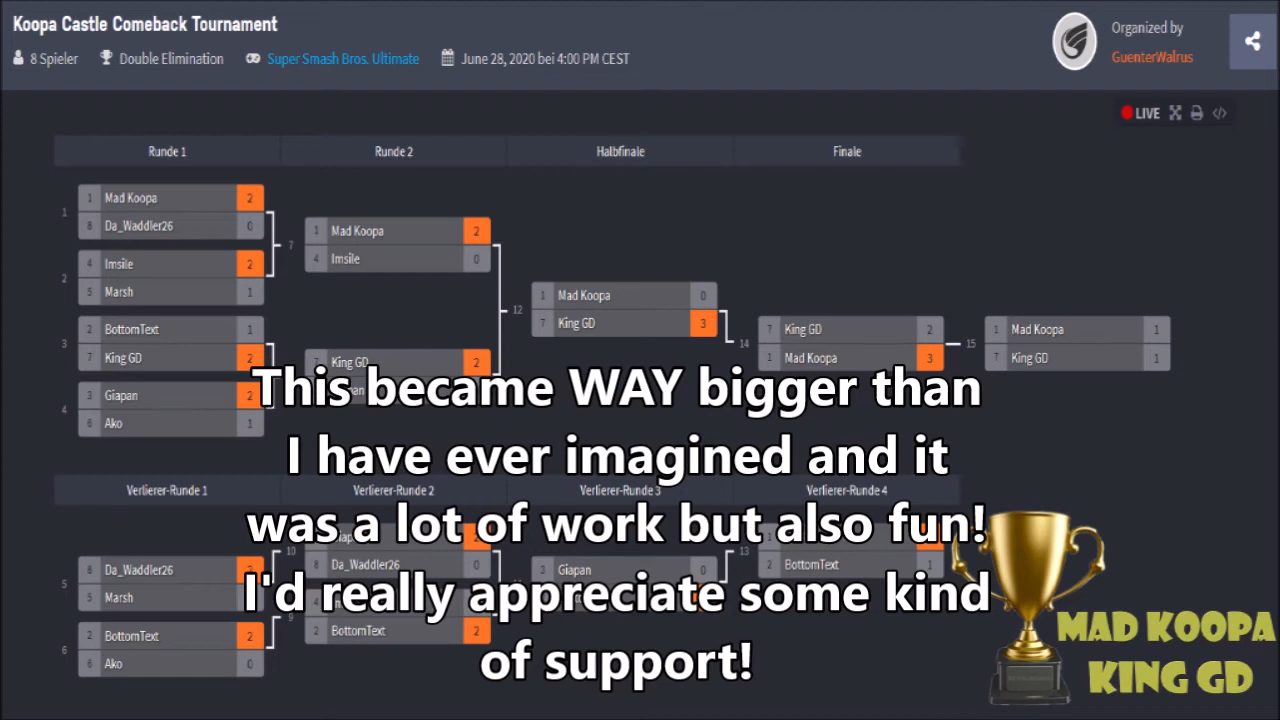 Koopa Castle Comeback Tournament
8 Spieler Double Elimination Super Smash Bros. Ultimate June 28, 2020 bei 4:00 PM CEST
Organized by
GuenterWalrus
LIVE </>
Runde 1 Runde 2 Halbfinale Finale
1 1 Mad Koopa 2
8 Da_Waddler26 0
2 4 Imsile 2
5 Marsh 1
3 2 BottomText 1
7 King GD 2
4 3 Giapan 2
6 Ako 1
7 1 Mad Koopa 2
4 Imsile 0
7 King GD 2
12 1 Mad Koopa 0
7 King GD 3
14 7 King GD 2
1 Mad Koopa 3
15 1 Mad Koopa 1
7 King GD 1
This became WAY bigger than
I have ever imagined and it
was a lot of work but also fun!
I'd really appreciate some kind
of support!
Verlierer-Runde 1 Verlierer-Runde 2 Verlierer-Runde 3 Verlierer-Runde 4
5 8 Da_Waddler26 2
5 Marsh
6 2 BottomText 2
6 Ako 0
10
8 Da_Waddler26 0
9
2 BottomText 2
3 Giapan 0
13
2 BottomText 1
MAD KOOPA
KING GD